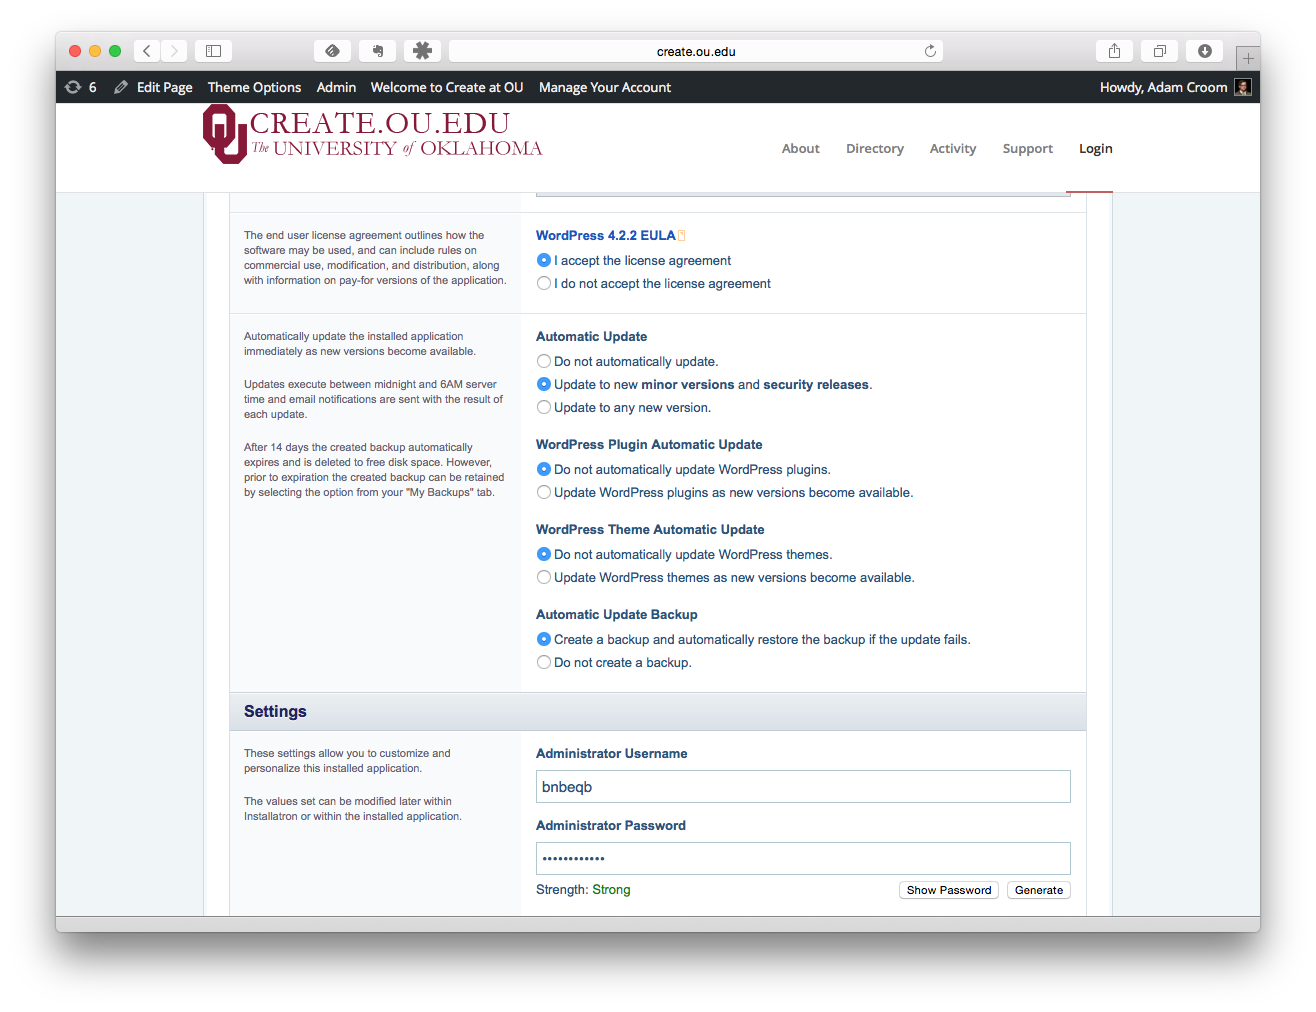 create.ou.edu
6 Edit Page Theme Options Admin Welcome to Create at OU Manage Your Account Howdy, Adam Croom
CREATE.OU.EDU
The UNIVERSITY of OKLAHOMA
About Directory Activity Support Login
The end user license agreement outlines how the
software may be used, and can include rules on
commercial use, modification, and distribution, along
with information on pay-for versions of the application.
WordPress 4.2.2 EULA
I accept the license agreement
I do not accept the license agreement
Automatically update the installed application
immediately as new versions become available.
Updates execute between midnight and 6AM server
time and email notifications are sent with the result of
each update.
After 14 days the created backup automatically
expires and is deleted to free disk space. However,
prior to expiration the created backup can be retained
by selecting the option from your "My Backups" tab.
Automatic Update
Do not automatically update.
Update to new minor versions and security releases.
Update to any new version.
WordPress Plugin Automatic Update
Do not automatically update WordPress plugins.
Update WordPress plugins as new versions become available.
WordPress Theme Automatic Update
Do not automatically update WordPress themes.
Update WordPress themes as new versions become available.
Automatic Update Backup
Create a backup and automatically restore the backup if the update fails.
Do not create a backup.
Settings
These settings allow you to customize and
personalize this installed application.
The values set can be modified later within
Installatron or within the installed application.
Administrator Username
bnbeqb
Administrator Password
••••••••••••
Strength: Strong
Show Password Generate